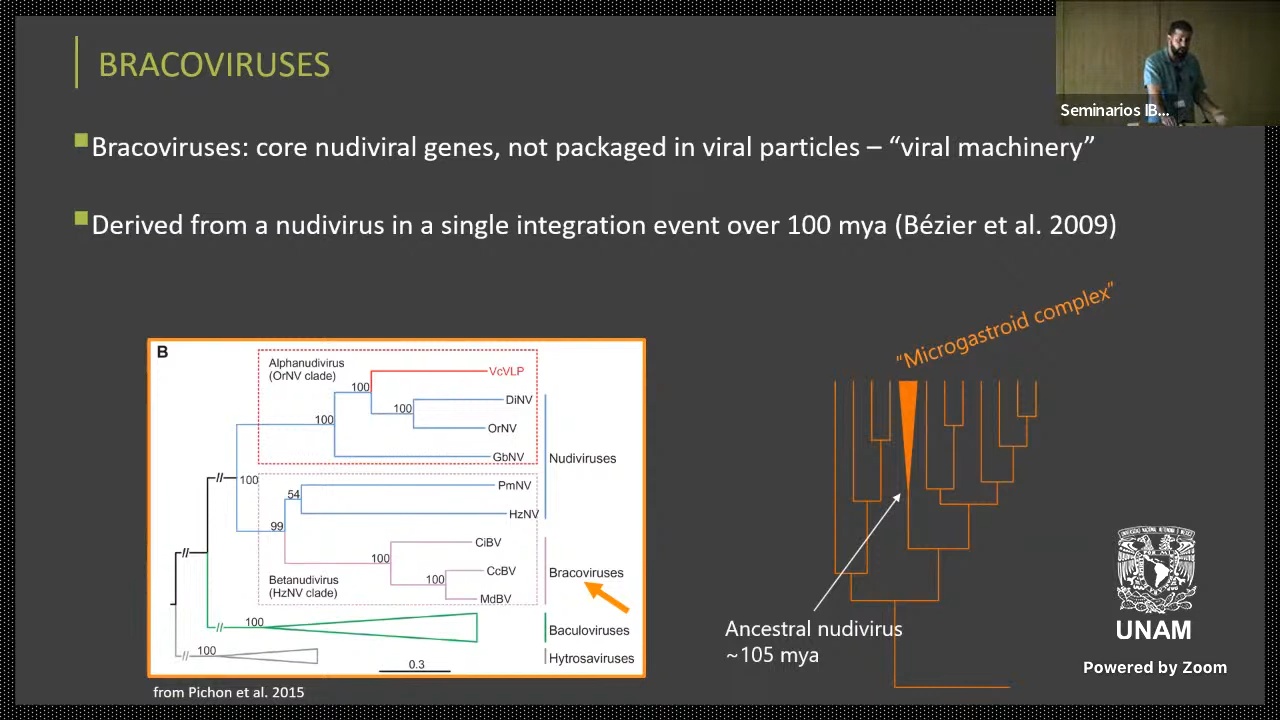 BRACOVIRUSES
Seminarios IB...
Bracoviruses: core nudiviral genes, not packaged in viral particles – “viral machinery”
Derived from a nudivirus in a single integration event over 100 mya (Bézier et al. 2009)
“Microgastroid complex”
B
Alphanudivirus
(OrNV clade)
VcVLP
100
DiNV
100
100
OrNV
GbNV
Nudiviruses
100
PmNV
54
HzNV
99
CiBV
100
CcBV
Bracoviruses
100
Betanudivirus
(HzNV clade)
MdBV
100
Baculoviruses
100
Hytrosaviruses
0.3
from Pichon et al. 2015
Ancestral nudivirus
~105 mya
UNAM
Powered by Zoom